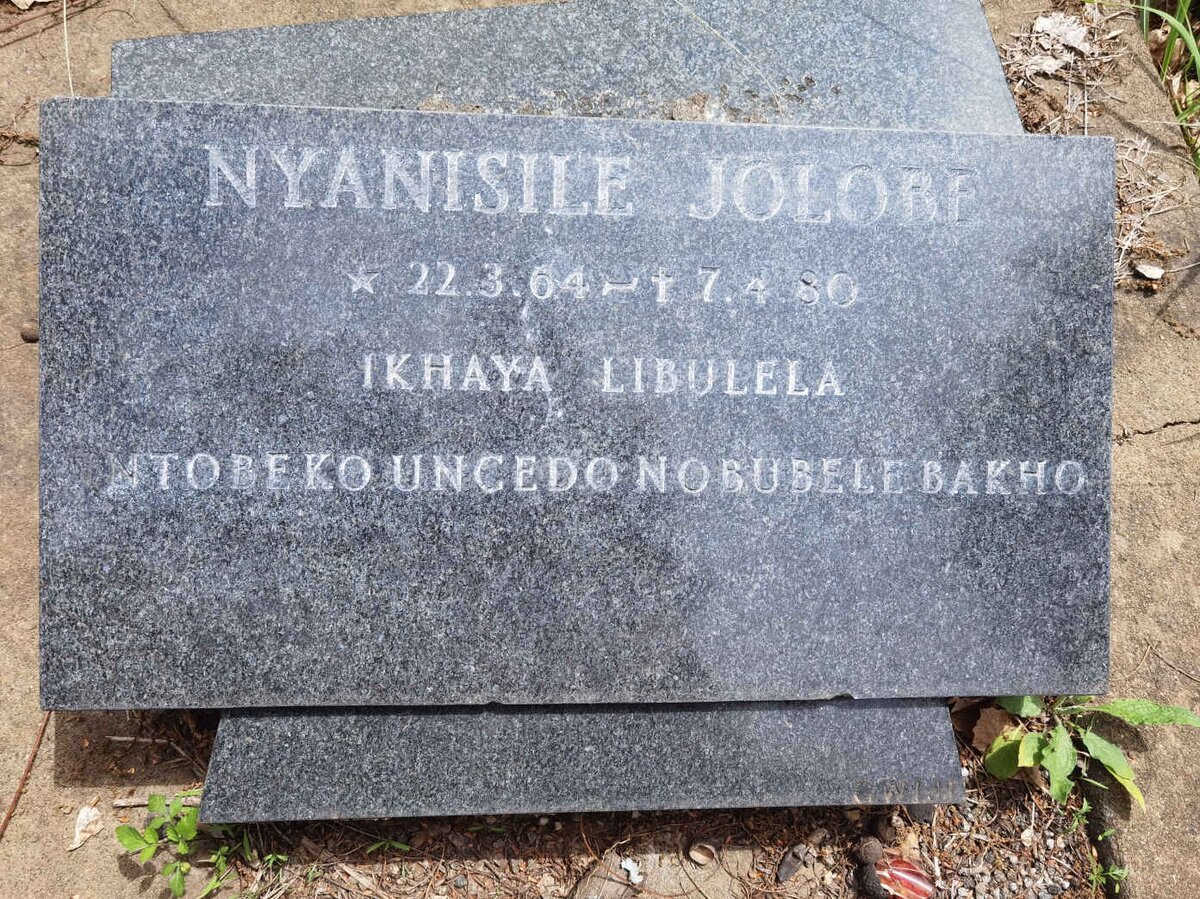 NYANISILE JOLOBE
★ 22.3.64 – † 7.4.80
IKHAYA LIBULELA
NTOBEKO UNCEDO NOBUBELE BAKHO